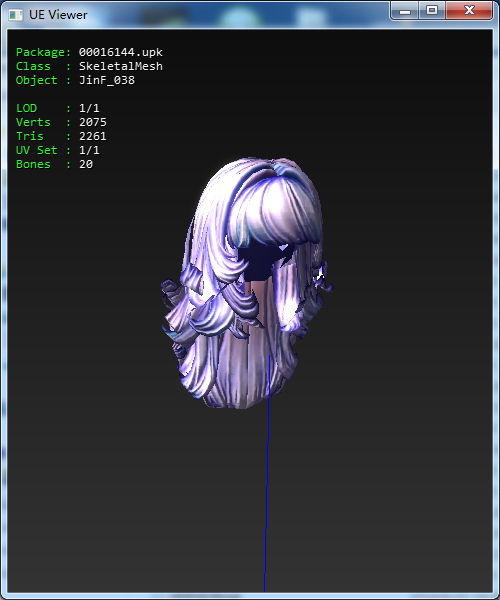 UE Viewer
Package: 00016144.upk
Class : SkeletalMesh
Object : JinF_038
LOD : 1/1
Verts : 2075
Tris : 2261
UV Set : 1/1
Bones : 20